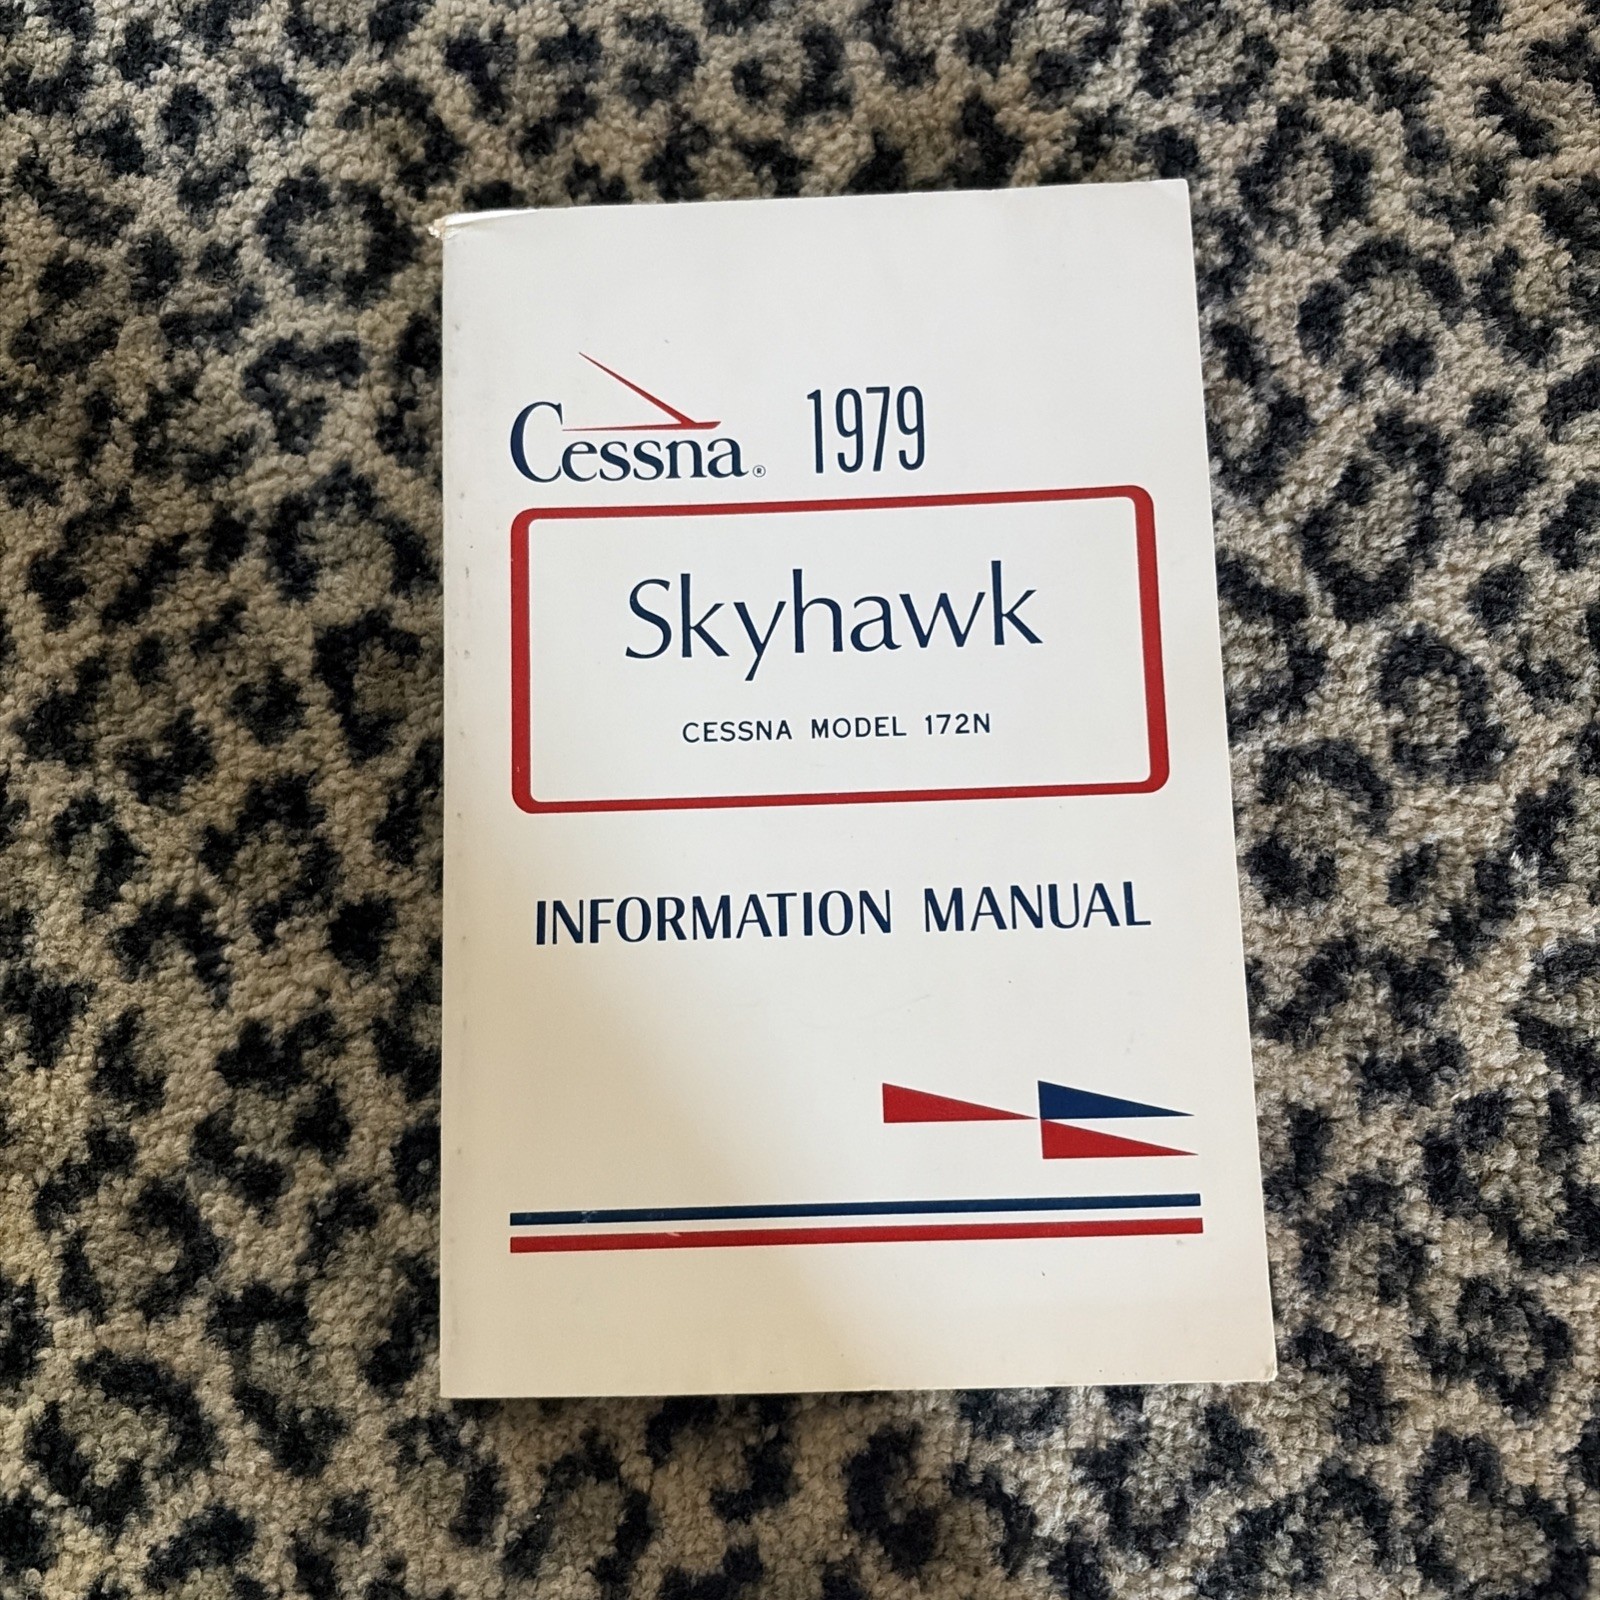 Cessna® 1979
Skyhawk
CESSNA MODEL 172N
INFORMATION MANUAL